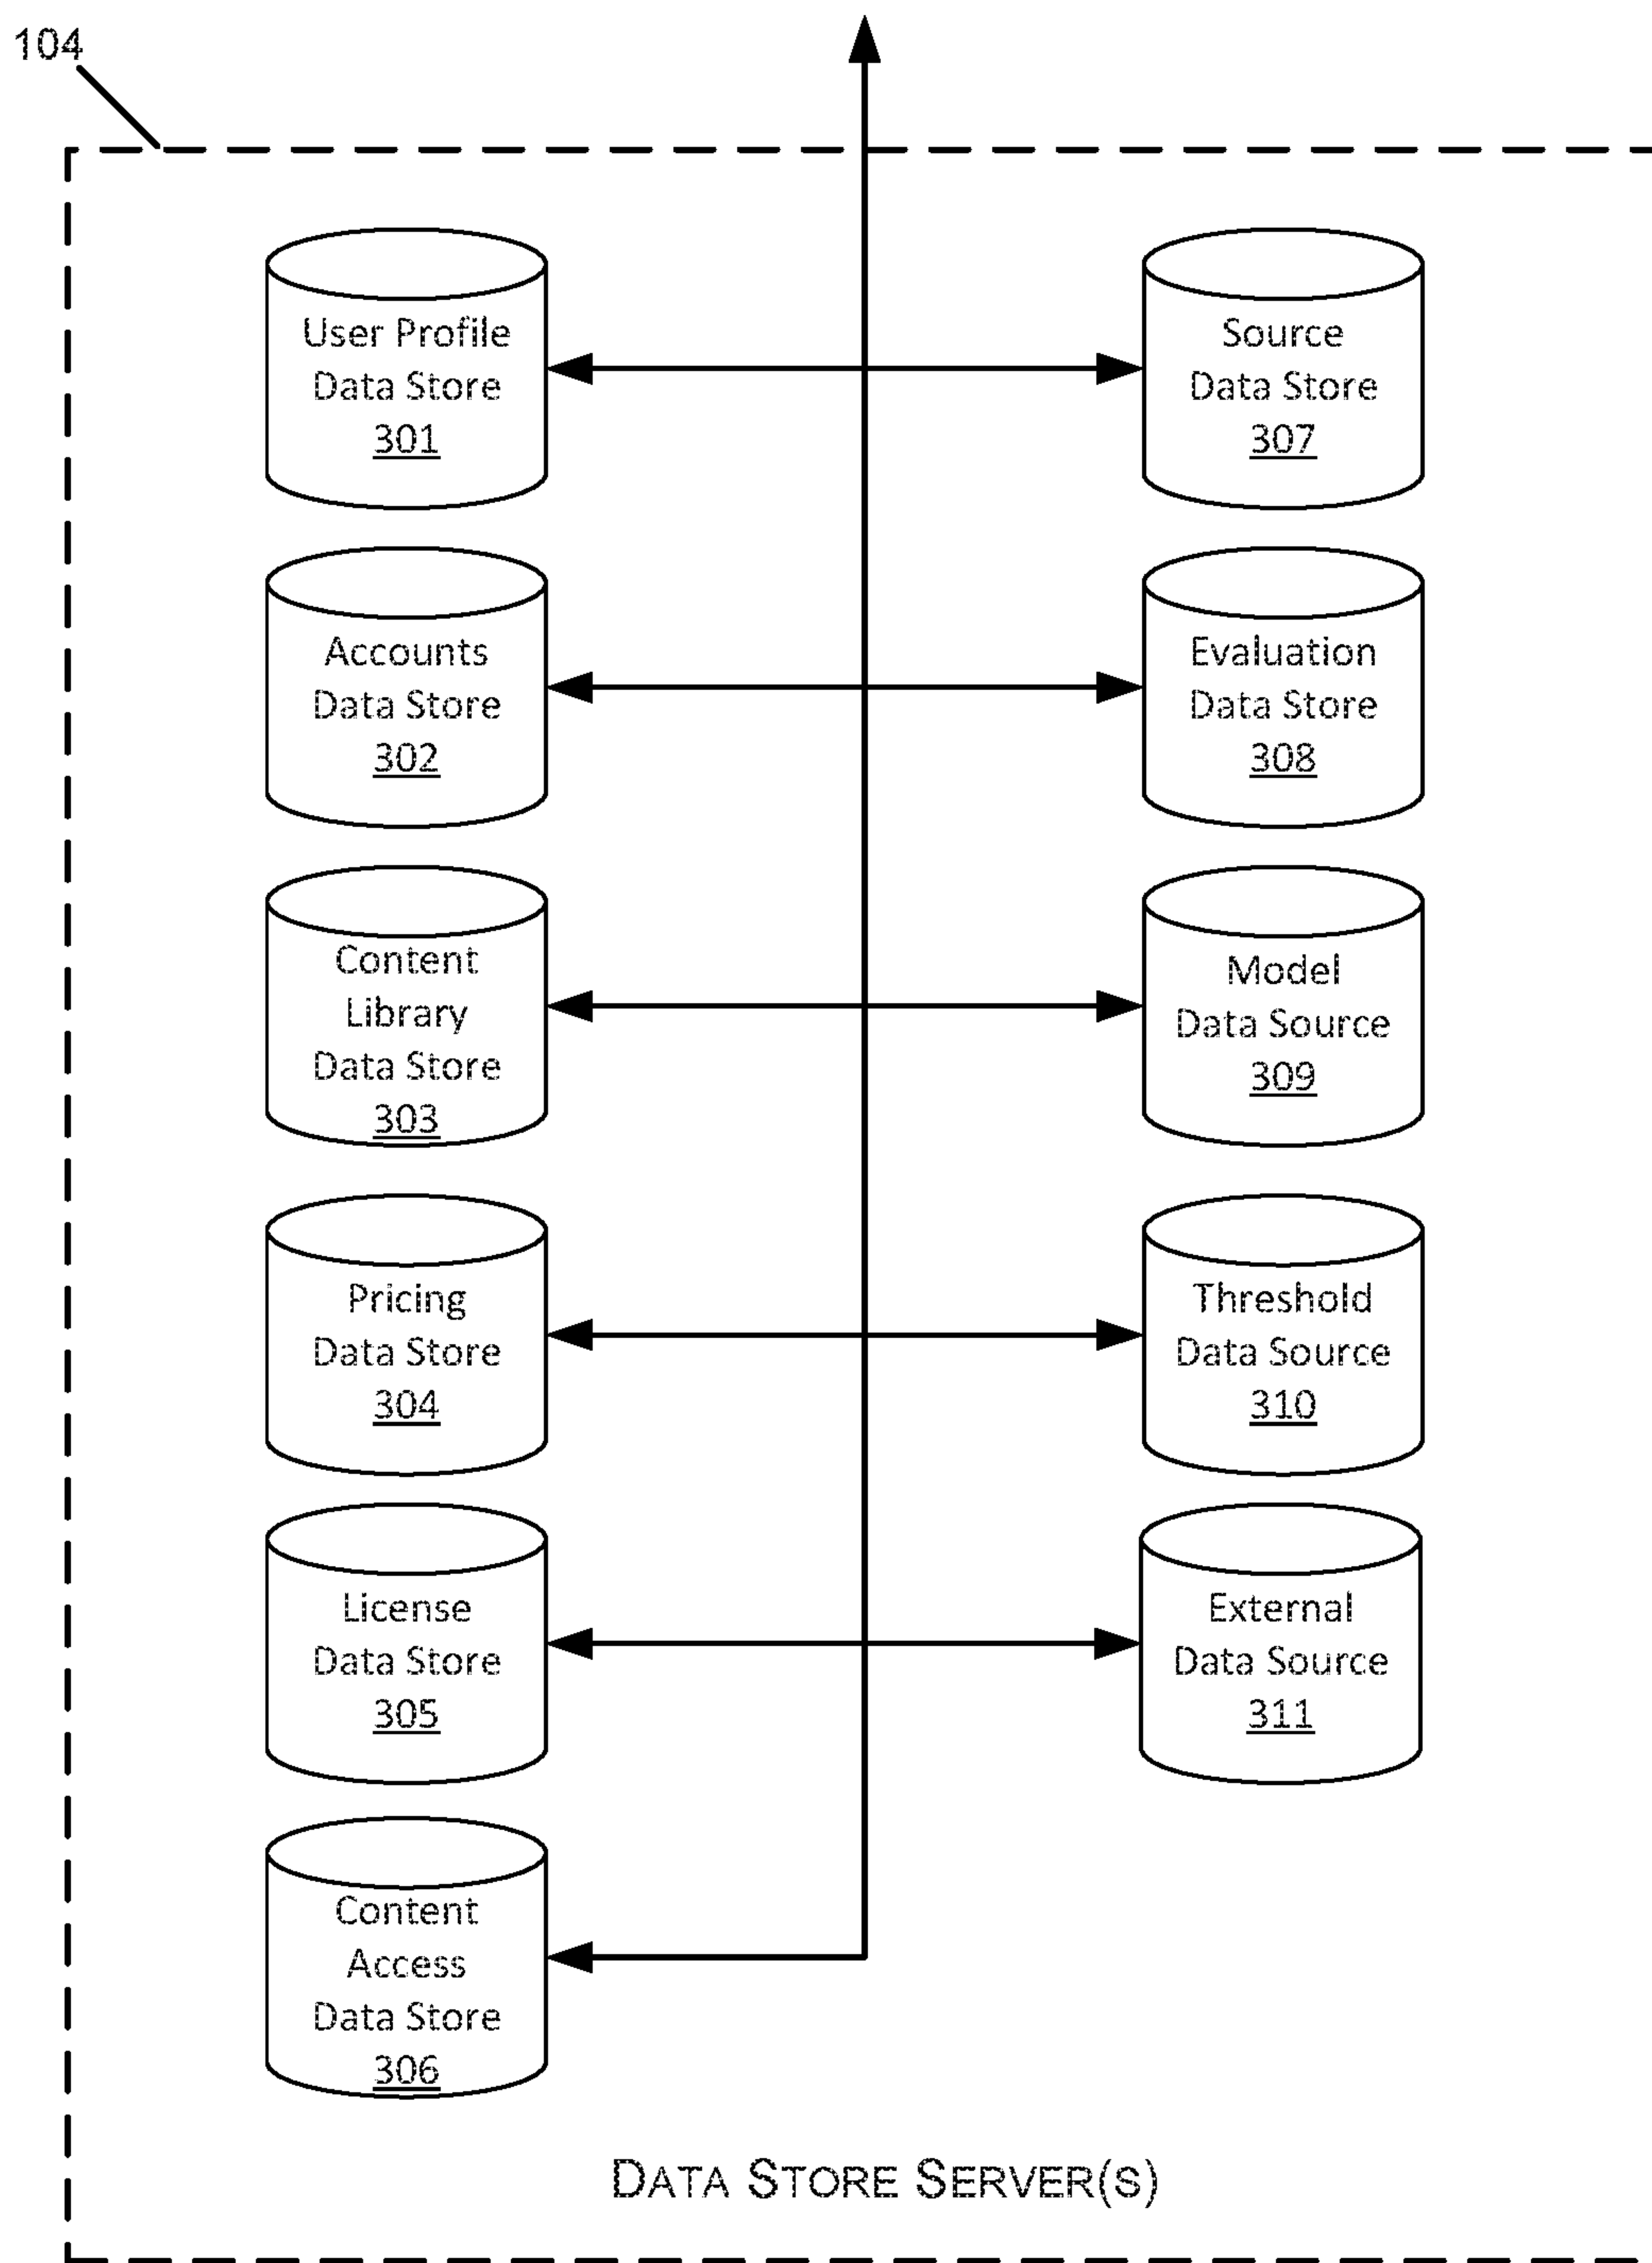 104
User Profile
Data Store
301
Source
Data Store
307
Accounts
Data Store
302
Evaluation
Data Store
308
Content
Library
Data Store
303
Model
Data Source
309
Pricing
Data Store
304
Threshold
Data Source
310
License
Data Store
305
External
Data Source
311
Content
Access
Data Store
306
DATA STORE SERVER(S)